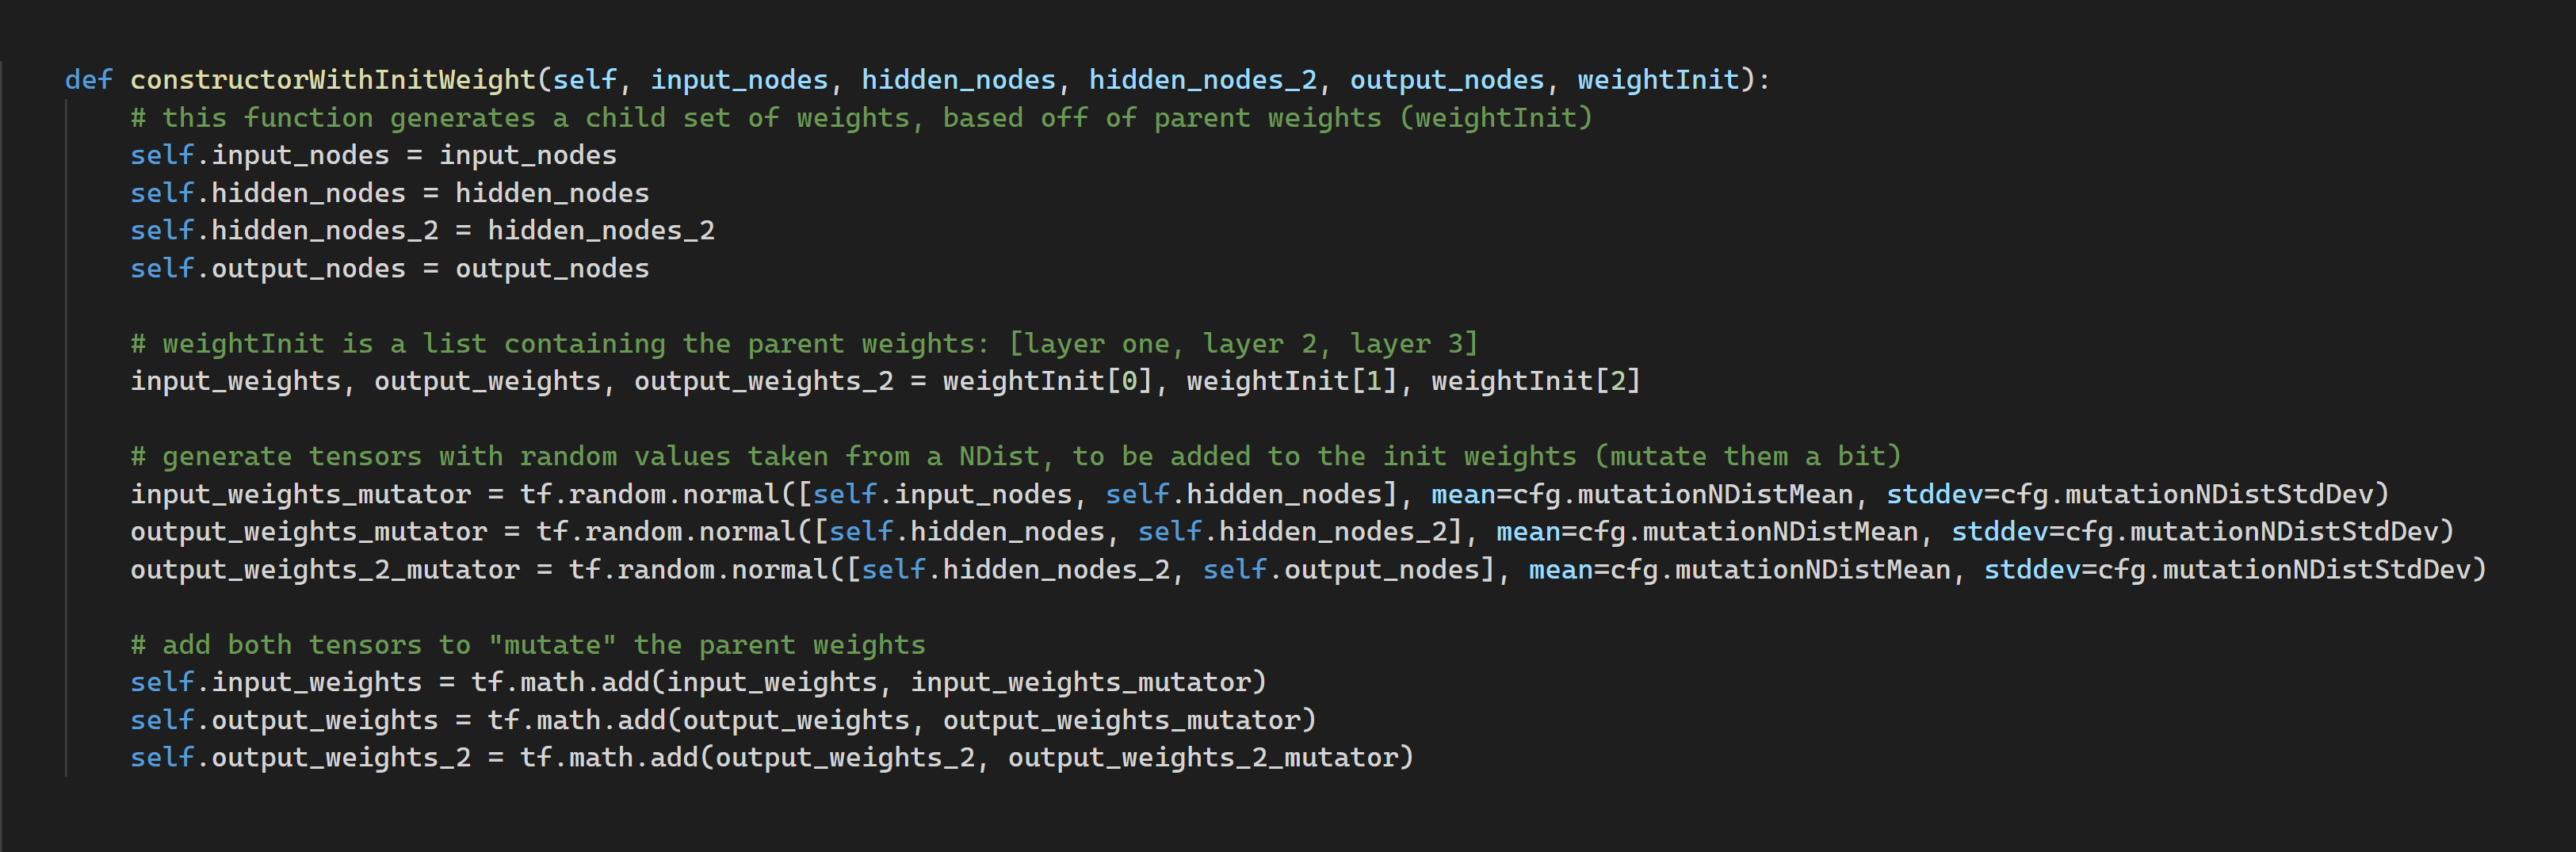 def constructorWithInitWeight(self, input_nodes, hidden_nodes, hidden_nodes_2, output_nodes, weightInit):
# this function generates a child set of weights, based off of parent weights (weightInit)
self.input_nodes = input_nodes
self.hidden_nodes = hidden_nodes
self.hidden_nodes_2 = hidden_nodes_2
self.output_nodes = output_nodes
# weightInit is a list containing the parent weights: [layer one, layer 2, layer 3]
input_weights, output_weights, output_weights_2 = weightInit[0], weightInit[1], weightInit[2]
# generate tensors with random values taken from a NDist, to be added to the init weights (mutate them a bit)
input_weights_mutator = tf.random.normal([self.input_nodes, self.hidden_nodes], mean=cfg.mutationNDistMean, stddev=cfg.mutationNDistStdDev)
output_weights_mutator = tf.random.normal([self.hidden_nodes, self.hidden_nodes_2], mean=cfg.mutationNDistMean, stddev=cfg.mutationNDistStdDev)
output_weights_2_mutator = tf.random.normal([self.hidden_nodes_2, self.output_nodes], mean=cfg.mutationNDistMean, stddev=cfg.mutationNDistStdDev)
# add both tensors to "mutate" the parent weights
self.input_weights = tf.math.add(input_weights, input_weights_mutator)
self.output_weights = tf.math.add(output_weights, output_weights_mutator)
self.output_weights_2 = tf.math.add(output_weights_2, output_weights_2_mutator)